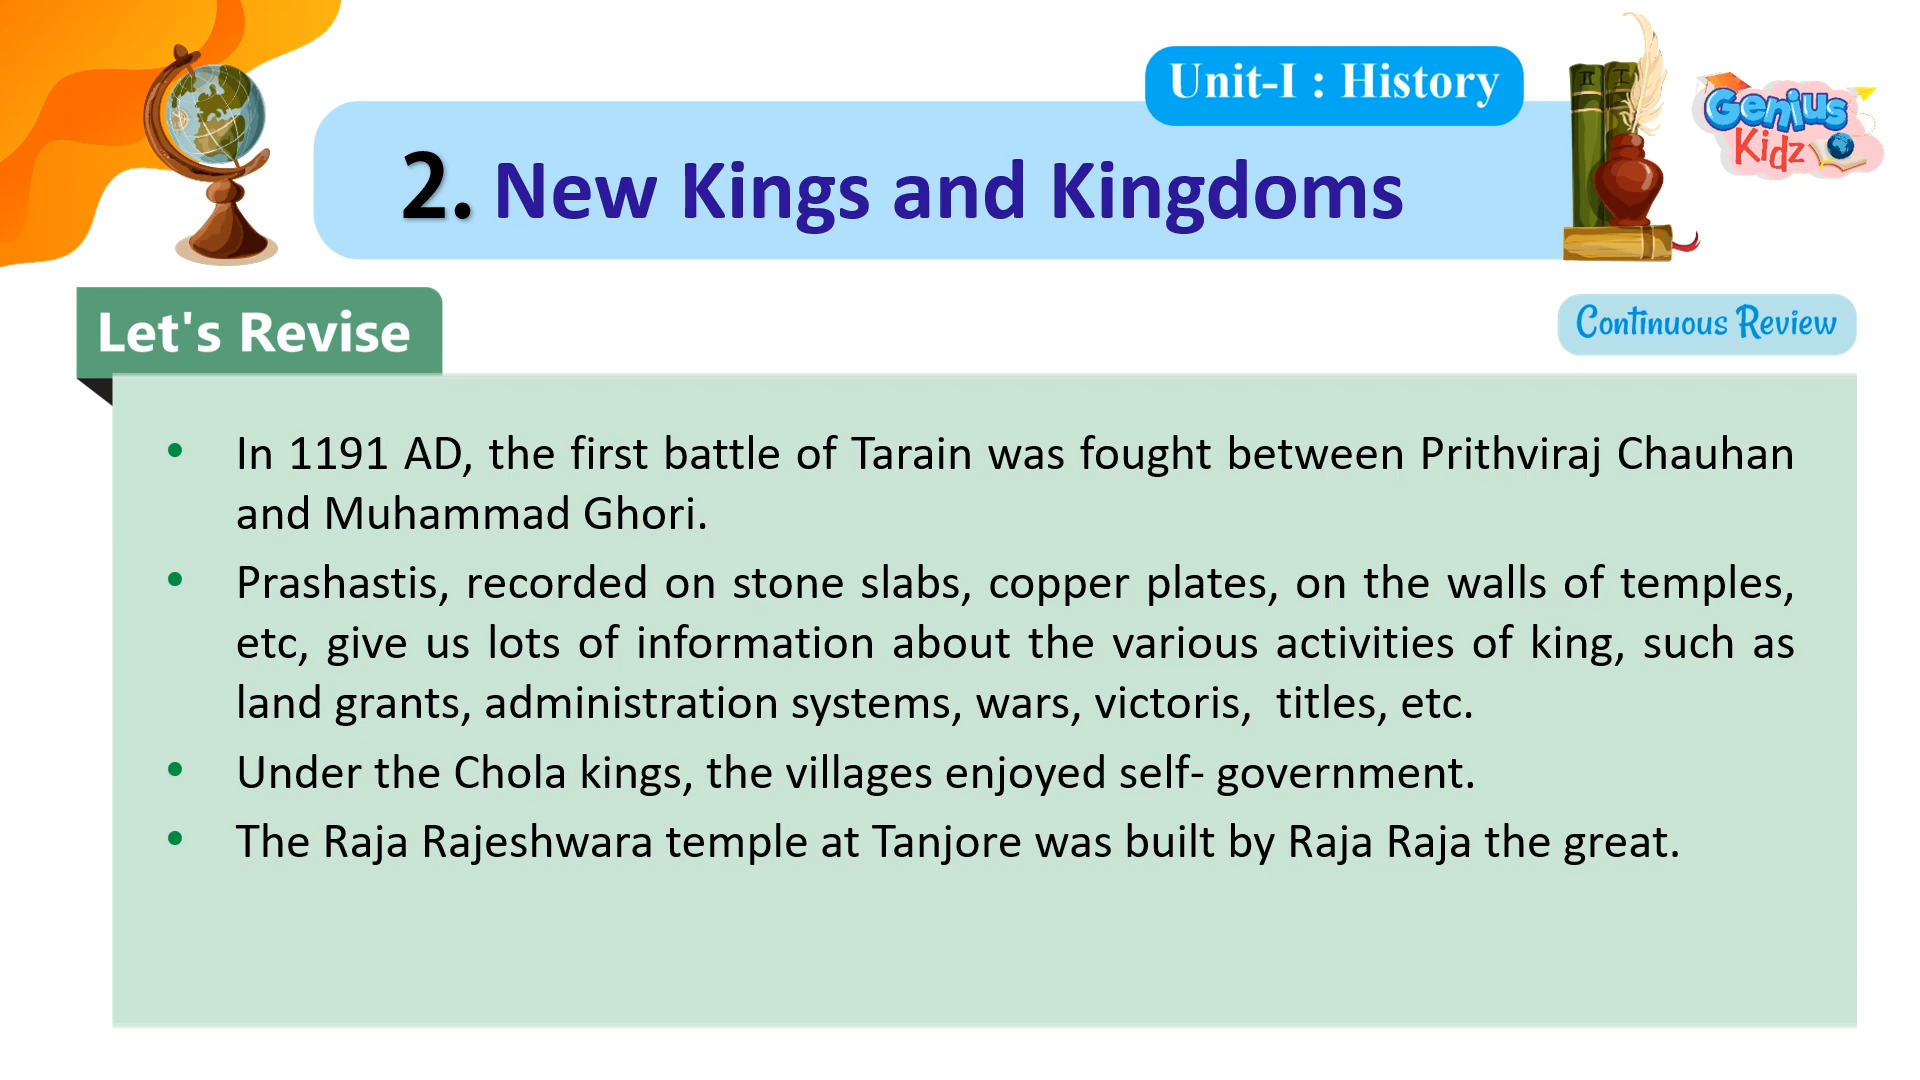 Unit-I : History
Genius
Kidz
2. New Kings and Kingdoms
Let's Revise
Continuous Review
• In 1191 AD, the first battle of Tarain was fought between Prithviraj Chauhan
and Muhammad Ghori.
• Prashastis, recorded on stone slabs, copper plates, on the walls of temples,
etc, give us lots of information about the various activities of king, such as
land grants, administration systems, wars, victoris,  titles, etc.
• Under the Chola kings, the villages enjoyed self- government.
• The Raja Rajeshwara temple at Tanjore was built by Raja Raja the great.